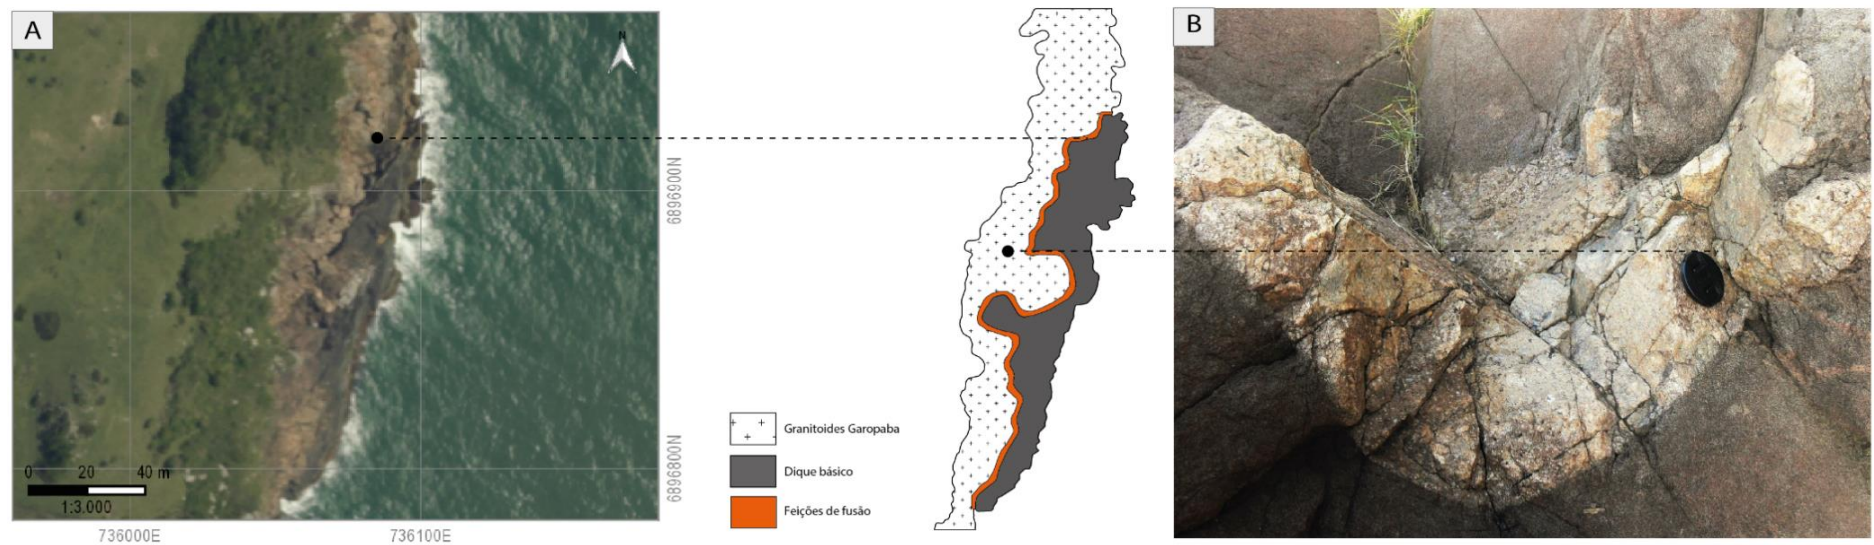 A
N
6896900N
6896800N
0 20 40 m
1:3.000
736000E 736100E
Granitoides Garopaba
Dique básico
Feições de fusão
B